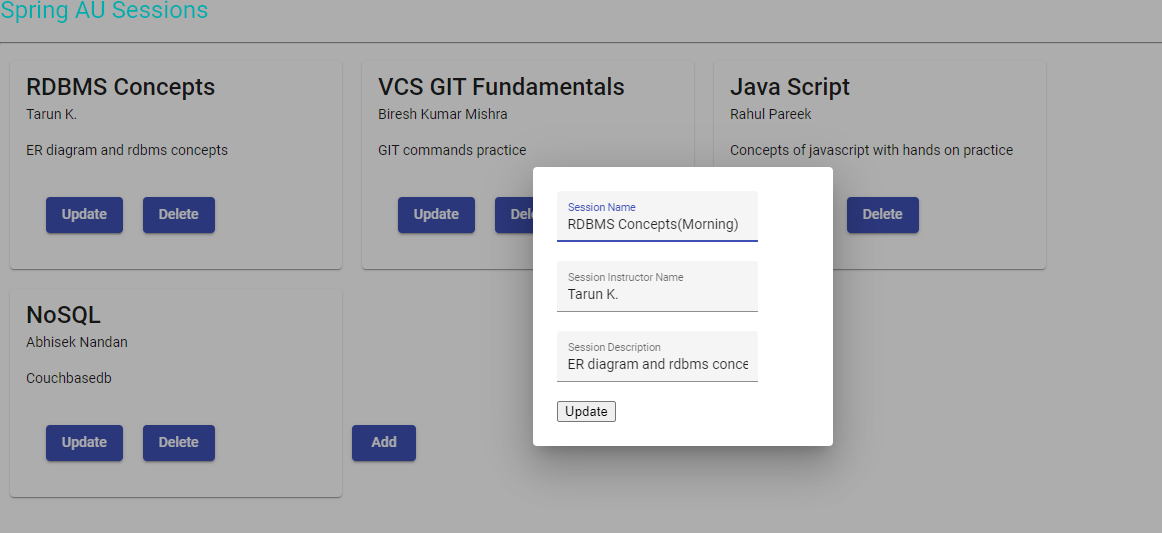 Spring AU Sessions
RDBMS Concepts
Tarun K.
ER diagram and rdbms concepts
Update
Delete
VCS GIT Fundamentals
Biresh Kumar Mishra
GIT commands practice
Update
Java Script
Rahul Pareek
Concepts of javascript with hands on practice
Delete
NoSQL
Abhisek Nandan
Couchbasedb
Update
Delete
Add
Session Name
RDBMS Concepts(Morning)
Session Instructor Name
Tarun K.
Session Description
ER diagram and rdbms conce
Update